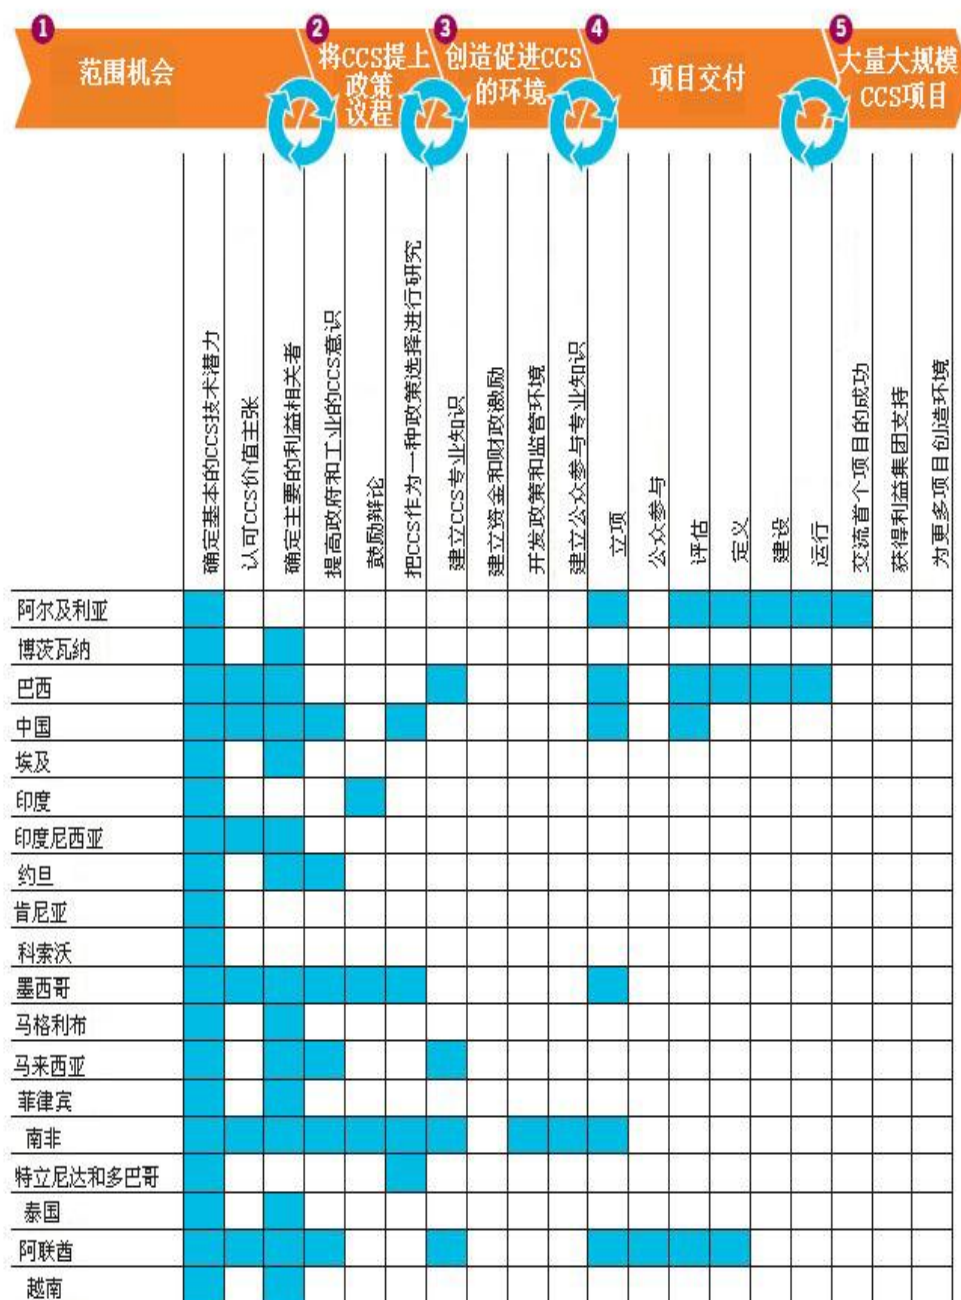 1
范围机会
2
将CCS提上
政策
议程
3
创造促进CCS
的环境
4
项目交付
5
大量大规模
CCS项目
确定基本的CCS技术潜力
认可CCS价值主张
确定主要的利益相关者
提高政府和工业的CCS意识
鼓励辩论
把CCS作为一种政策选择进行研究
建立CCS专业知识
建立资金和财政激励
开发政策和监管环境
建立公众参与专业知识
立项
公众参与
评估
定义
建设
运行
交流首个项目的成功
获得利益集团支持
为更多项目创造环境
阿尔及利亚
博茨瓦纳
巴西
中国
埃及
印度
印度尼西亚
约旦
肯尼亚
科索沃
墨西哥
马格利布
马来西亚
菲律宾
南非
特立尼达和多巴哥
泰国
阿联酋
越南